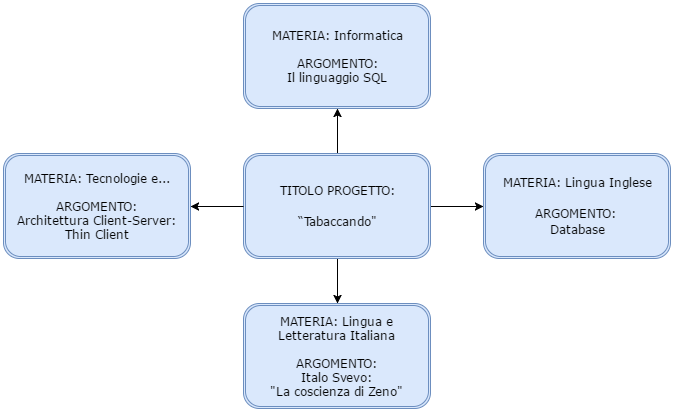 MATERIA: Informatica
ARGOMENTO:
Il linguaggio SQL
MATERIA: Tecnologie e...
ARGOMENTO:
Architettura Client-Server:
Thin Client
TITOLO PROGETTO:
“Tabaccando"
MATERIA: Lingua Inglese
ARGOMENTO:
Database
MATERIA: Lingua e
Letteratura Italiana
ARGOMENTO:
Italo Svevo:
"La coscienza di Zeno"